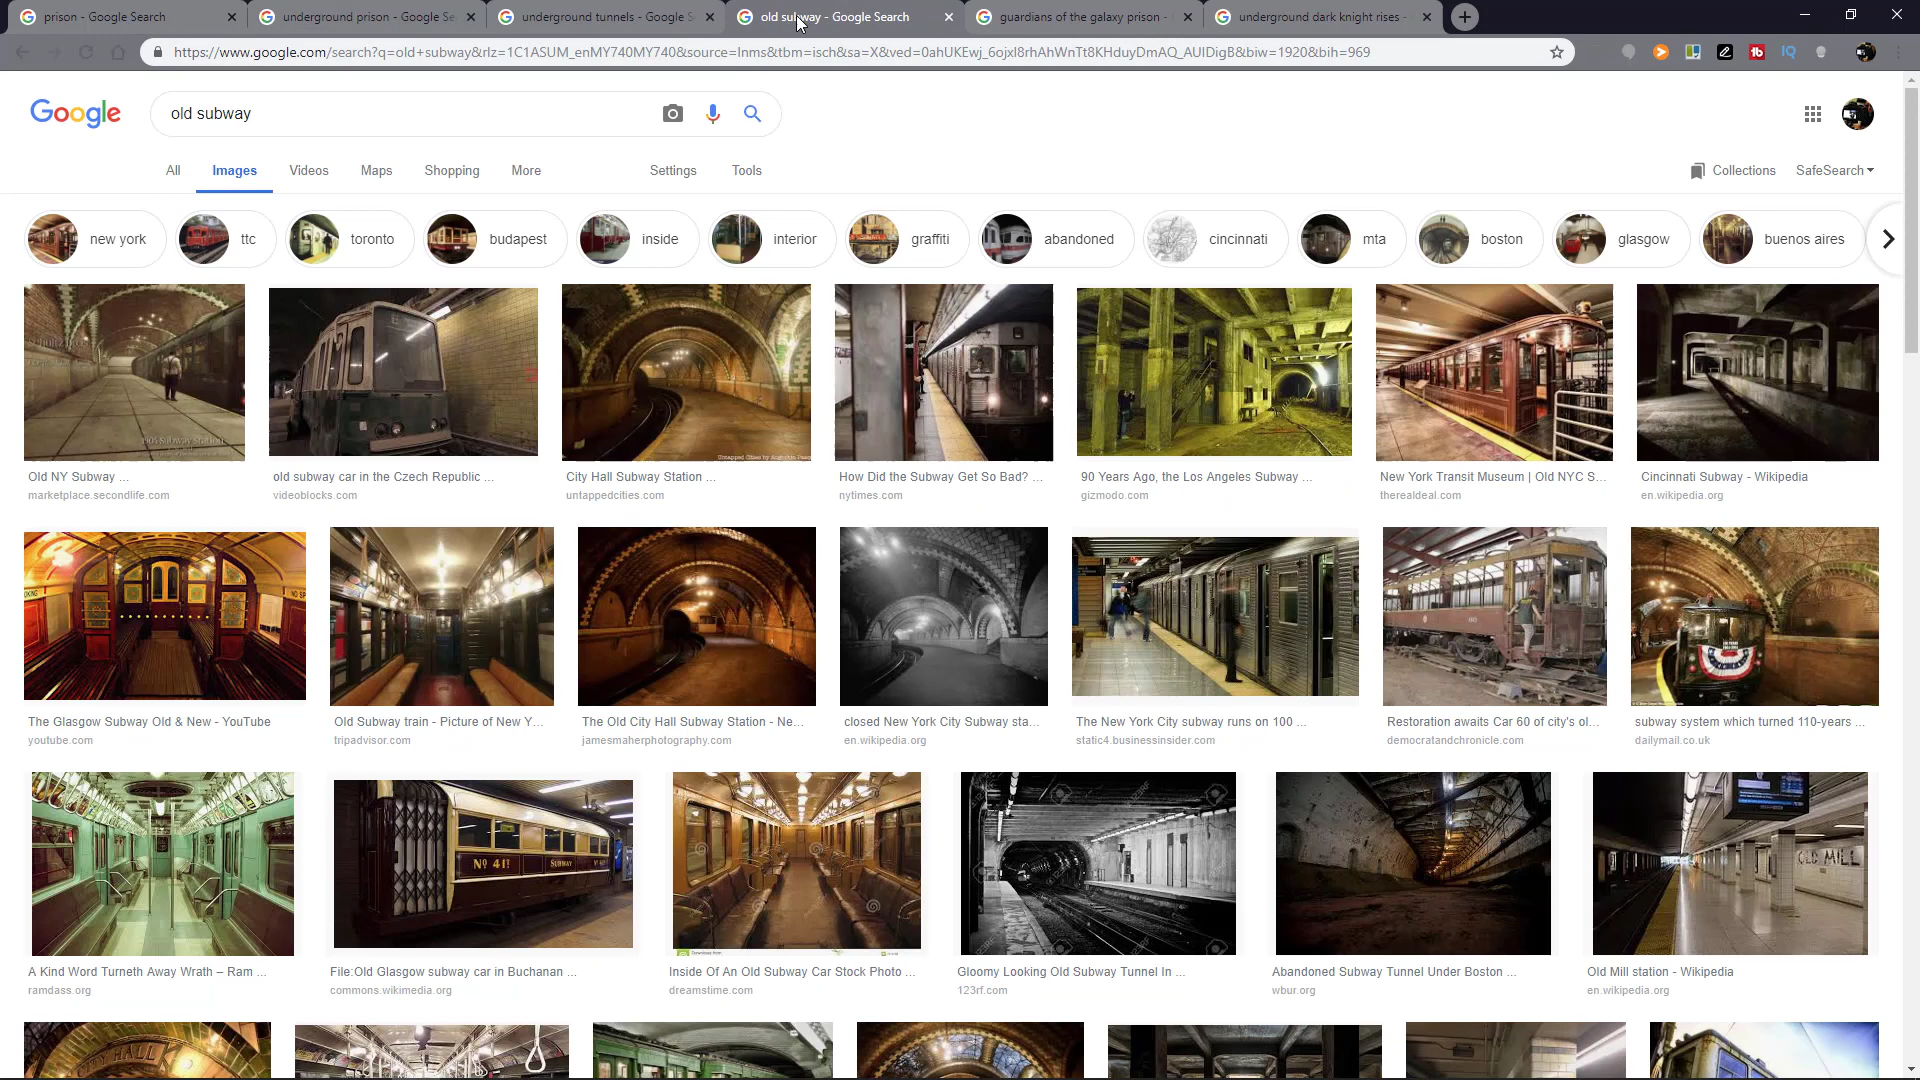 prison - Google Search
underground prison - Google Se
underground tunnels - Google S
old subway - Google Search
guardians of the galaxy prison -
underground dark knight rises -
https://www.google.com/search?q=old+subway&rlz=1C1ASUM_enMY740MY740&source=lnms&tbm=isch&sa=X&ved=0ahUKEwj_6ojxl8rhAhWnTt8KHduyDmAQ_AUIDigB&biw=1920&bih=969
Google
old subway
All
Images
Videos
Maps
Shopping
More
Settings
Tools
Collections
SafeSearch
new york
ttc
toronto
budapest
inside
interior
graffiti
abandoned
cincinnati
mta
boston
glasgow
buenos aires
Old NY Subway ...
marketplace.secondlife.com
old subway car in the Czech Republic ...
videoblocks.com
City Hall Subway Station ...
untappedcities.com
How Did the Subway Get So Bad? ...
nytimes.com
90 Years Ago, the Los Angeles Subway ...
gizmodo.com
New York Transit Museum | Old NYC S...
therealdeal.com
Cincinnati Subway - Wikipedia
en.wikipedia.org
The Glasgow Subway Old & New - YouTube
youtube.com
Old Subway train - Picture of New Y...
tripadvisor.com
The Old City Hall Subway Station - Ne...
jamesmaherphotography.com
closed New York City Subway sta...
en.wikipedia.org
The New York City subway runs on 100 ...
static4.businessinsider.com
Restoration awaits Car 60 of city's ol...
democratandchronicle.com
subway system which turned 110-years ...
dailymail.co.uk
Nº 41
SUBWAY
OLD MILL
A Kind Word Turneth Away Wrath – Ram ...
ramdass.org
File:Old Glasgow subway car in Buchanan ...
commons.wikimedia.org
Inside Of An Old Subway Car Stock Photo ...
dreamstime.com
Gloomy Looking Old Subway Tunnel In ...
123rf.com
Abandoned Subway Tunnel Under Boston ...
wbur.org
Old Mill station - Wikipedia
en.wikipedia.org
CITY HALL